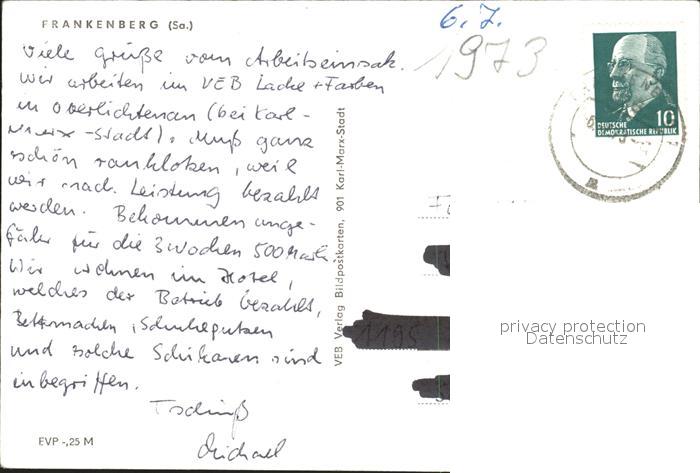 FRANKENBERG (Sa.)
6.7.
1973
Viele Grüße vom Arbeitseinsatz.
Wir arbeiten im VEB Lacke + Farben
in Oberlichtenau (bei Karl-
Marx-Stadt). Muß ganz
schön ranklotzen, weil
wir nach Leistung bezahlt
werden. Bekommen unge-
fähr für die 3 Wochen 500 Mark.
Wir wohnen im Hotel,
welches der Betrieb bezahlt,
Bettenmachen, Schuheputzen
und solche Schikanen sind
inbegriffen.
Tschüß
Michael
EVP -,25 M
VEB Verlag Bildpostkarten, 901 Karl-Marx-Stadt
10
DEUTSCHE
DEMOKRATISCHE REPUBLIK
1195
privacy protection
Datenschutz